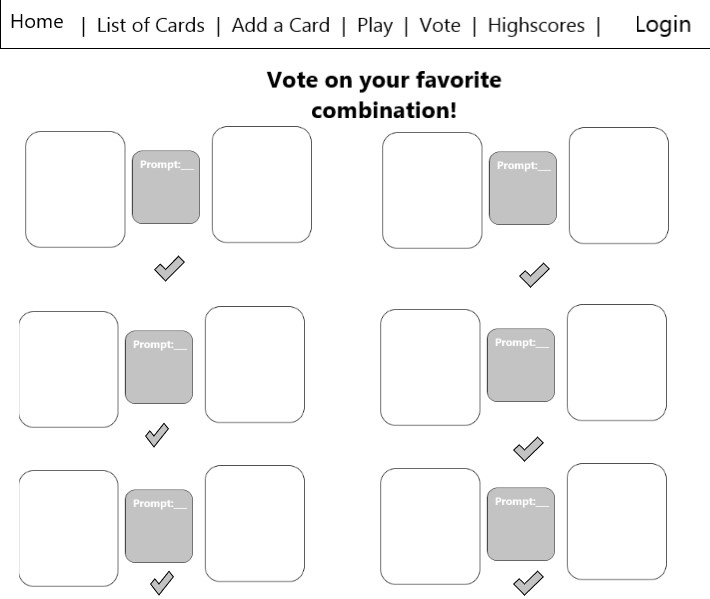 Home | List of Cards | Add a Card | Play | Vote | Highscores | Login
Vote on your favorite
combination!
Prompt:__
Prompt:__
Prompt:__
Prompt:__
Prompt:__
Prompt:__